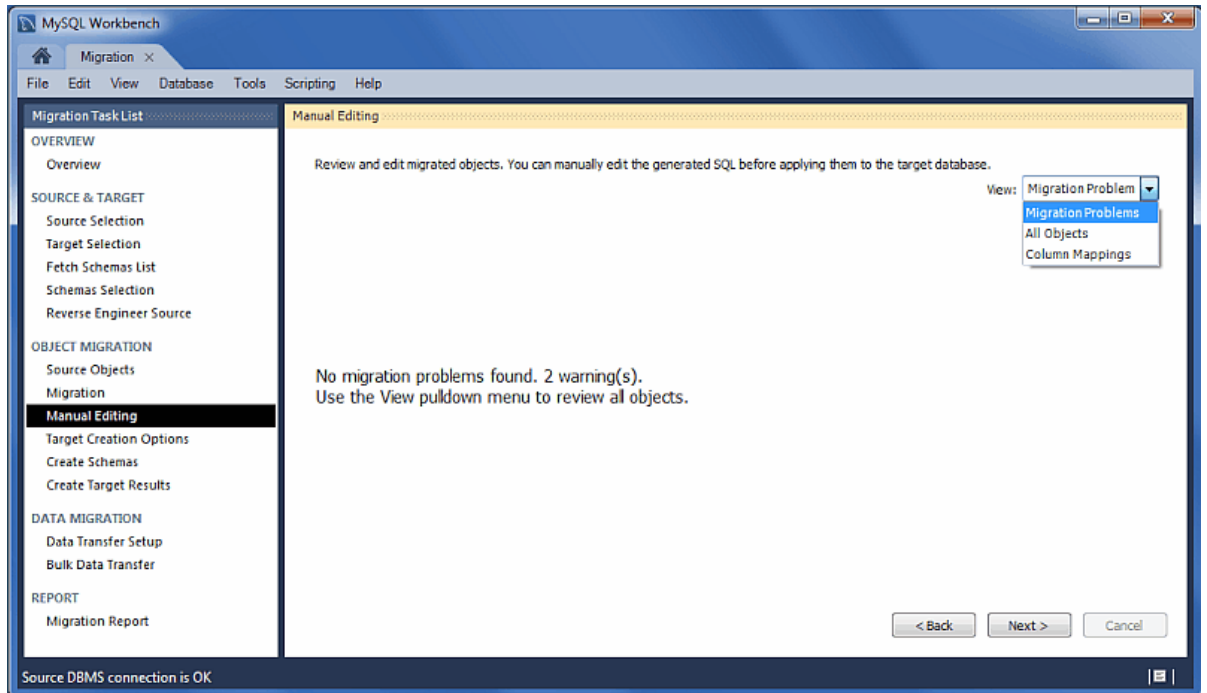 MySQL Workbench
Migration
File Edit View Database Tools Scripting Help
Migration Task List
OVERVIEW
Overview
SOURCE & TARGET
Source Selection
Target Selection
Fetch Schemas List
Schemas Selection
Reverse Engineer Source
OBJECT MIGRATION
Source Objects
Migration
Manual Editing
Target Creation Options
Create Schemas
Create Target Results
DATA MIGRATION
Data Transfer Setup
Bulk Data Transfer
REPORT
Migration Report
Manual Editing
Review and edit migrated objects. You can manually edit the generated SQL before applying them to the target database.
View: Migration Problem
Migration Problems
All Objects
Column Mappings
No migration problems found. 2 warning(s).
Use the View pulldown menu to review all objects.
< Back Next > Cancel
Source DBMS connection is OK